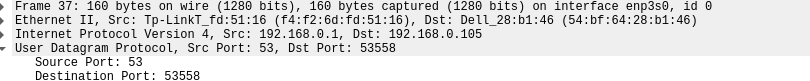 Frame 37: 160 bytes on wire (1280 bits), 160 bytes captured (1280 bits) on interface enp3s0, id 0
Ethernet II, Src: Tp-LinkT_fd:51:16 (f4:f2:6d:fd:51:16), Dst: Dell_28:b1:46 (54:bf:64:28:b1:46)
Internet Protocol Version 4, Src: 192.168.0.1, Dst: 192.168.0.105
User Datagram Protocol, Src Port: 53, Dst Port: 53558
Source Port: 53
Destination Port: 53558